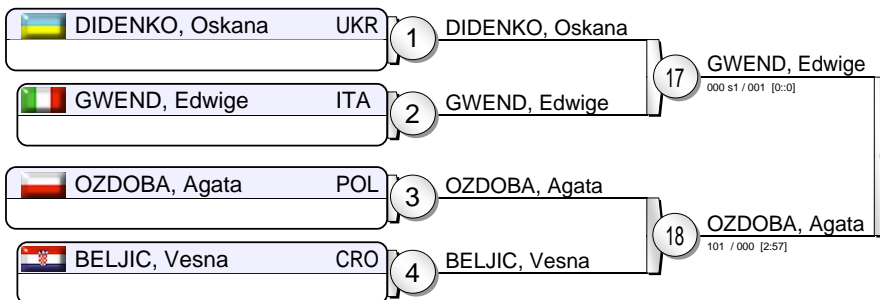 DIDENKO, Oskana UKR
1
DIDENKO, Oskana
GWEND, Edwige ITA
2
GWEND, Edwige
17
GWEND, Edwige
000 s1 / 001 [0::0]
OZDOBA, Agata POL
3
OZDOBA, Agata
BELJIC, Vesna CRO
4
BELJIC, Vesna
18
OZDOBA, Agata
101 / 000 [2:57]